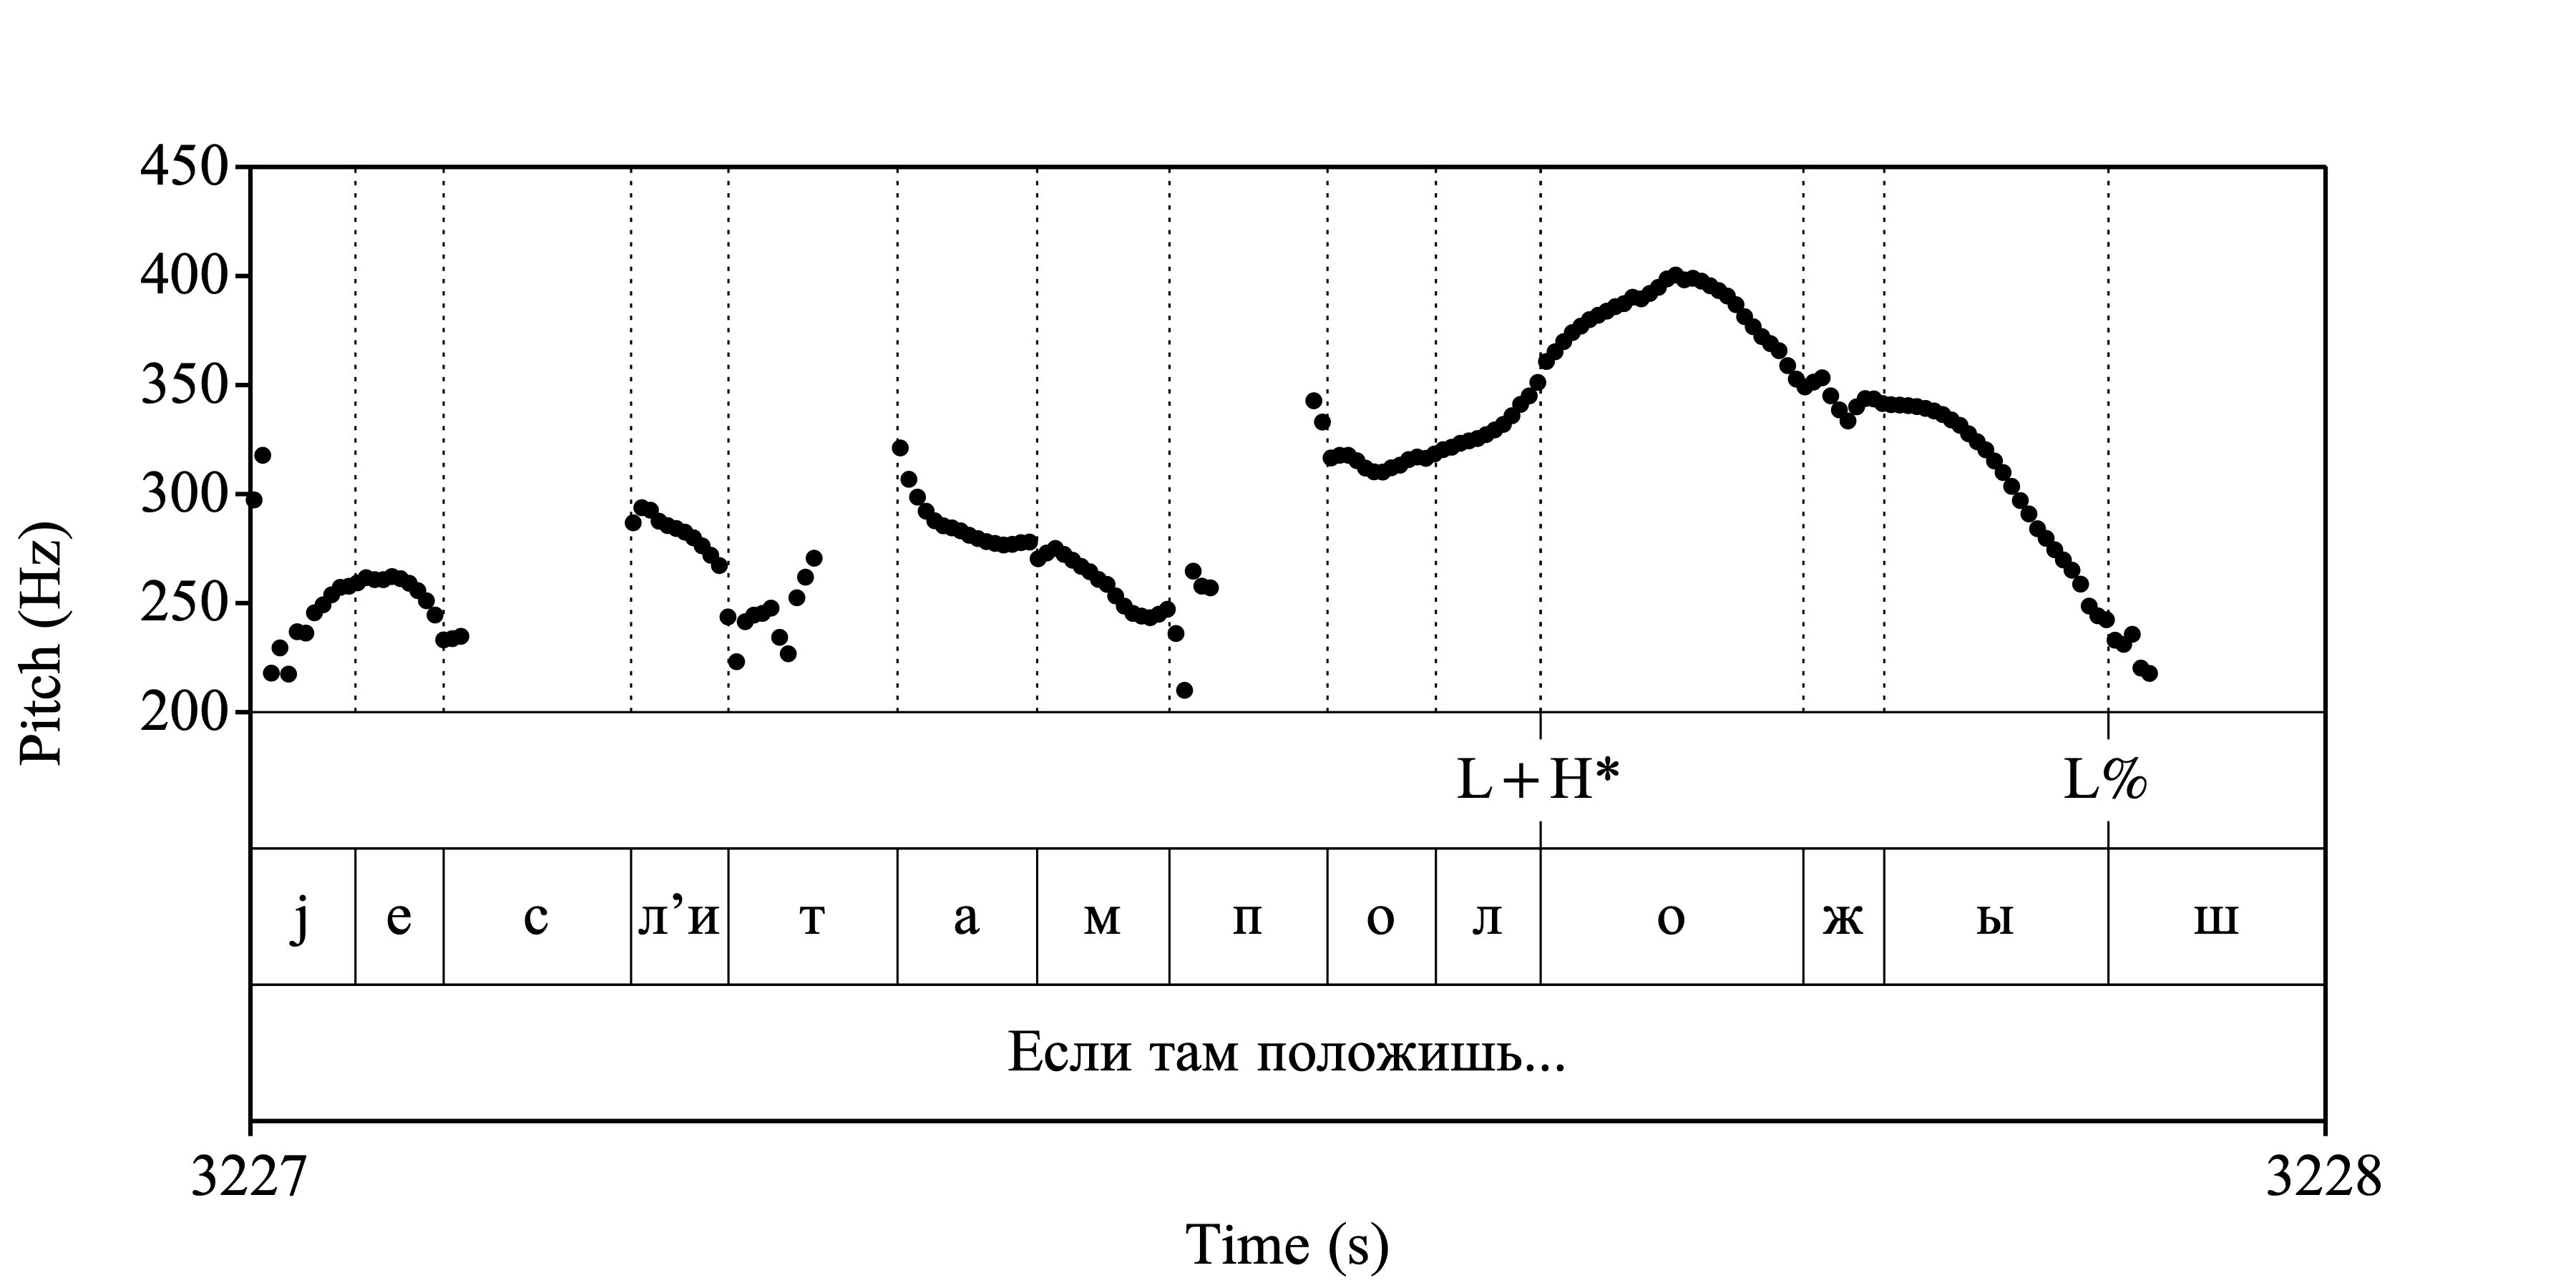 450
400
350
300
250
200
Pitch (Hz)
L+H* L%
j е с л’и т а м п о л о ж ы ш
Если там положишь...
3227 3228
Time (s)